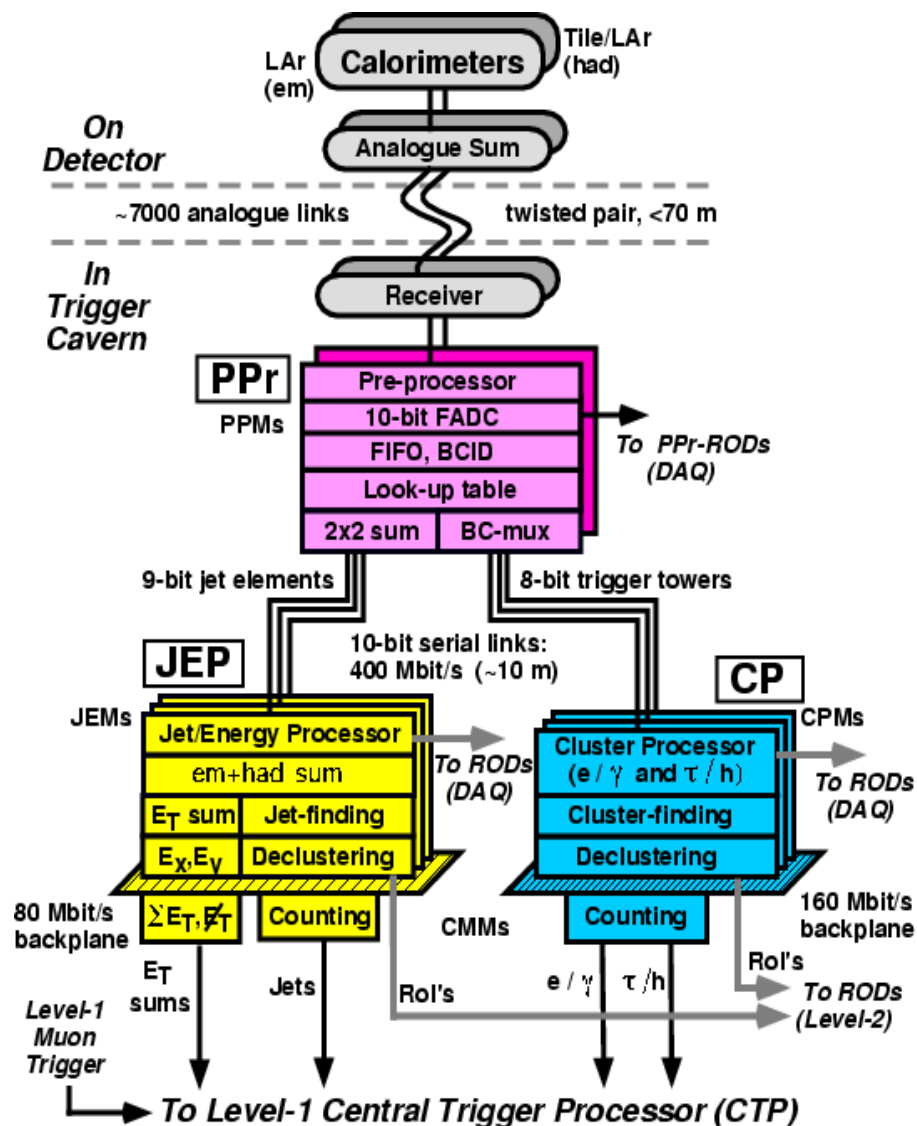 LAr
(em)
Calorimeters
Tile/LAr
(had)
On
Detector
Analogue Sum
~7000 analogue links
twisted pair, <70 m
In
Trigger
Cavern
Receiver
PPr
PPMs
Pre-processor
10-bit FADC
FIFO, BCID
Look-up table
2x2 sum
BC-mux
To PPr-RODs
(DAQ)
9-bit jet elements
8-bit trigger towers
10-bit serial links:
400 Mbit/s (~10 m)
JEP
JEMs
Jet/Energy Processor
em+had sum
ET sum
Jet-finding
Ex,Ey
Declustering
To RODs
(DAQ)
CP
CPMs
Cluster Processor
(e / γ and τ / h)
Cluster-finding
Declustering
To RODs
(DAQ)
80 Mbit/s
backplane
ΣET, E̸T
Counting
CMMs
Counting
160 Mbit/s
backplane
ET
sums
Jets
RoI's
e / γ
τ /h
RoI's
To RODs
(Level-2)
Level-1
Muon
Trigger
To Level-1 Central Trigger Processor (CTP)